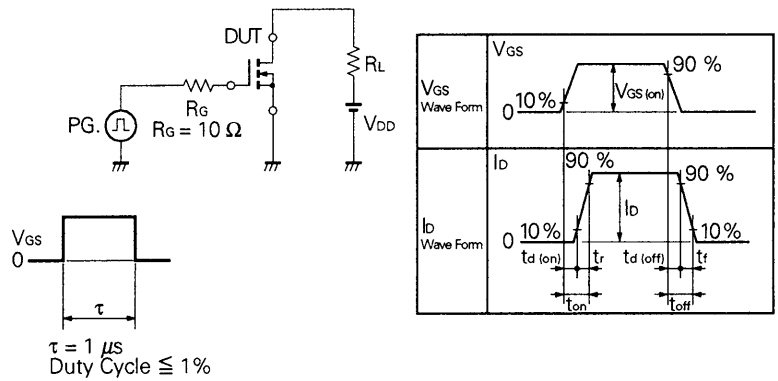 DUT
RL
RG
PG.
RG = 10 Ω
VDD
VGS
0
τ
τ = 1 μs
Duty Cycle ≦ 1%
VGS
Wave Form
VGS
90 %
VGS (on)
10%
0
ID
Wave Form
ID
90 %
90 %
ID
10%
10%
0
td (on)
tr
td (off)
tf
ton
toff